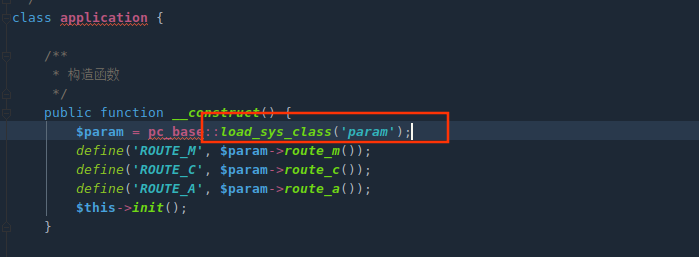 */
class application {
/**
* 构造函数
*/
public function __construct() {
$param = pc_base::load_sys_class('param');
define('ROUTE_M', $param->route_m());
define('ROUTE_C', $param->route_c());
define('ROUTE_A', $param->route_a());
$this->init();
}